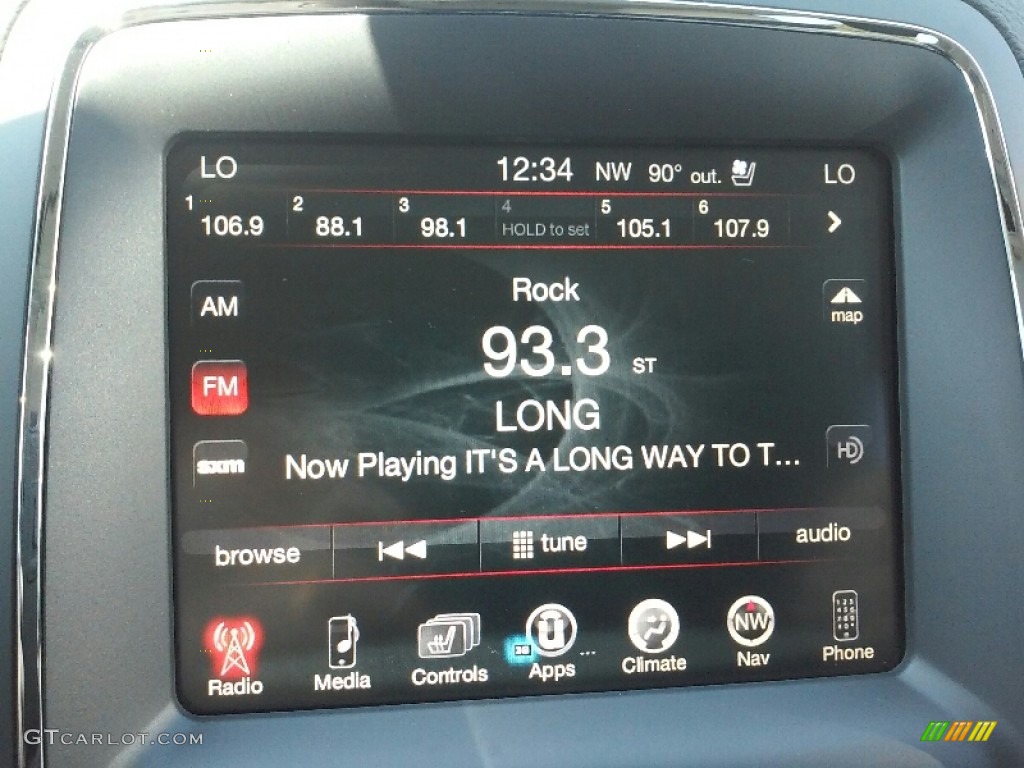 LO 12:34 NW 90° out. LO
1 106.9 2 88.1 3 98.1 4 HOLD to set 5 105.1 6 107.9
AM Rock map
93.3 ST
FM LONG
sxm Now Playing IT'S A LONG WAY TO T... HD
browse tune audio
NW
3G
Radio Media Controls Apps ... Climate Nav Phone
GTCARLOT.COM